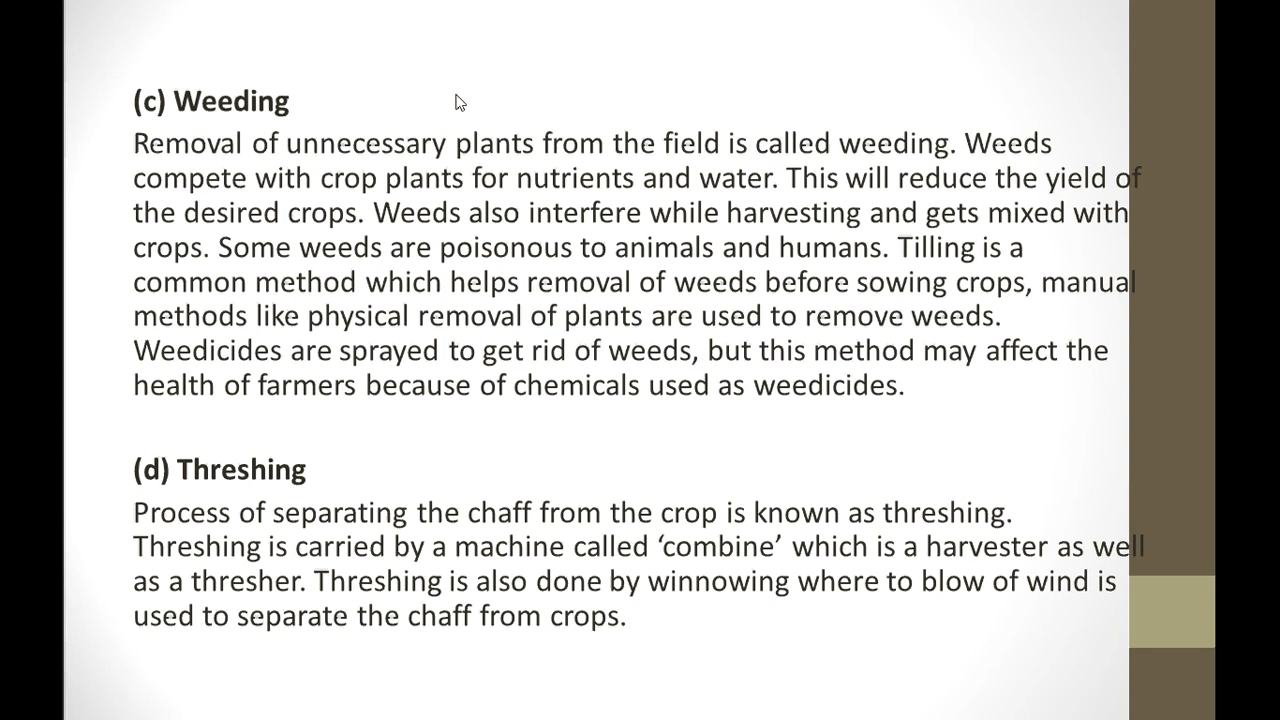 (c) Weeding
Removal of unnecessary plants from the field is called weeding. Weeds
compete with crop plants for nutrients and water. This will reduce the yield of
the desired crops. Weeds also interfere while harvesting and gets mixed with
crops. Some weeds are poisonous to animals and humans. Tilling is a
common method which helps removal of weeds before sowing crops, manual
methods like physical removal of plants are used to remove weeds.
Weedicides are sprayed to get rid of weeds, but this method may affect the
health of farmers because of chemicals used as weedicides.
(d) Threshing
Process of separating the chaff from the crop is known as threshing.
Threshing is carried by a machine called ‘combine’ which is a harvester as well
as a thresher. Threshing is also done by winnowing where to blow of wind is
used to separate the chaff from crops.